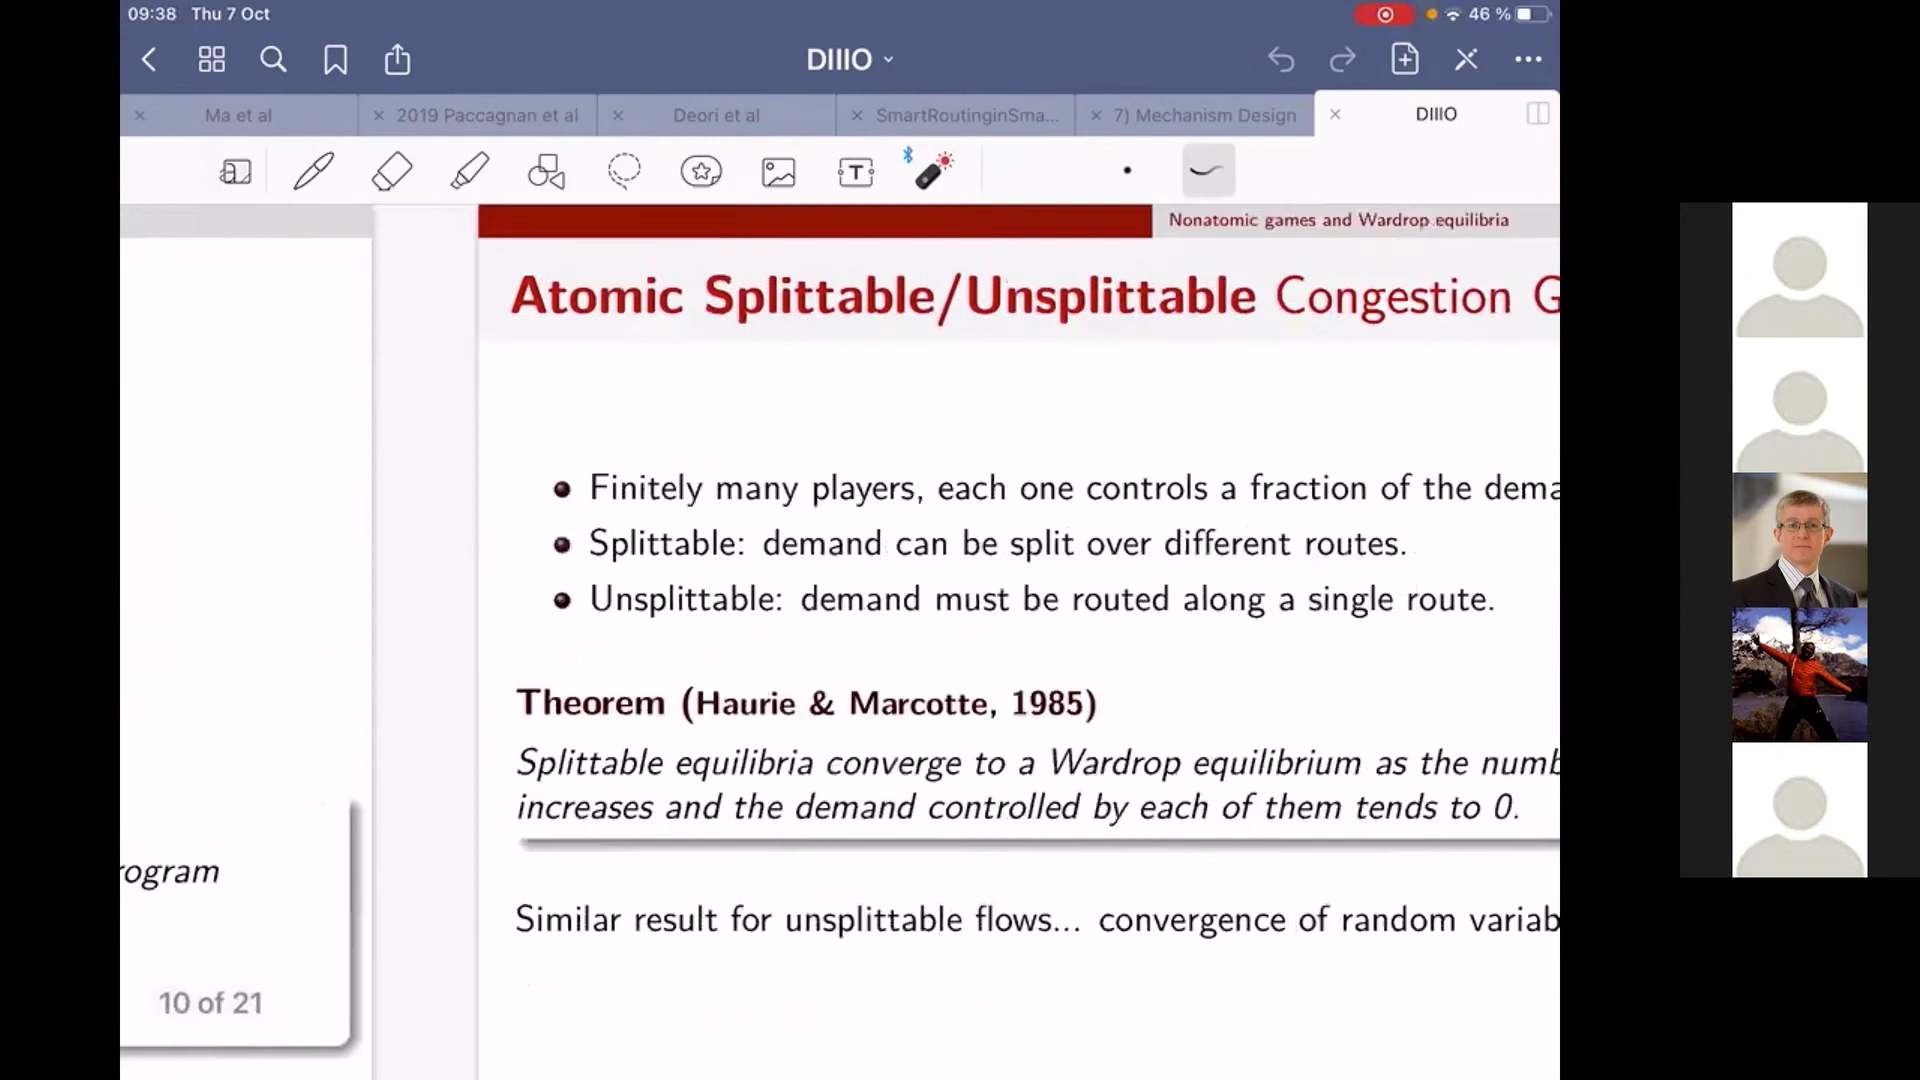 09:38 Thu 7 Oct
46 %
DIIIO
Ma et al
2019 Paccagnan et al
Deori et al
SmartRoutinginSma...
7) Mechanism Design
DIIIO
Nonatomic games and Wardrop equilibria
Atomic Splittable/Unsplittable Congestion G
Finitely many players, each one controls a fraction of the dema
Splittable: demand can be split over different routes.
Unsplittable: demand must be routed along a single route.
Theorem (Haurie & Marcotte, 1985)
Splittable equilibria converge to a Wardrop equilibrium as the numb
increases and the demand controlled by each of them tends to 0.
rogram
Similar result for unsplittable flows... convergence of random variab
10 of 21